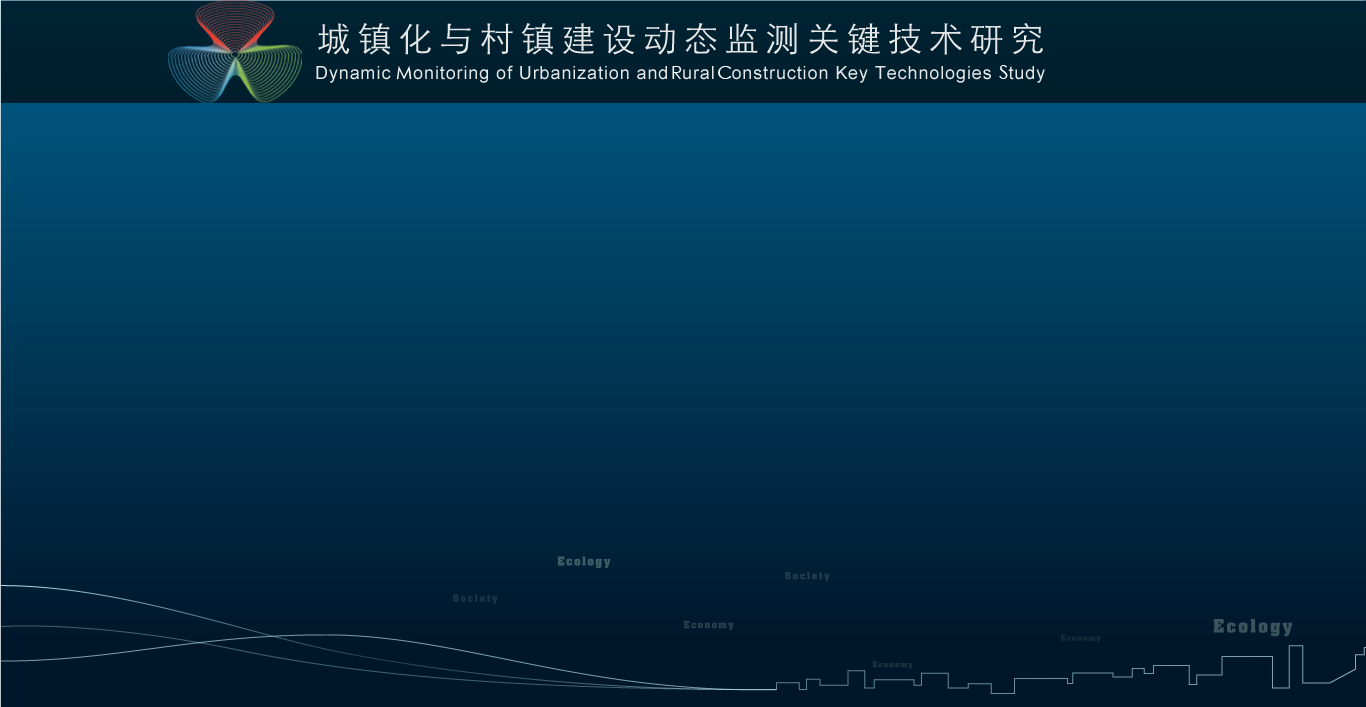 城镇化与村镇建设动态监测关键技术研究
Dynamic Monitoring of Urbanization and Rural Construction Key Technologies Study
Ecology
Society
Society
Economy
Ecology
Economy
Economy